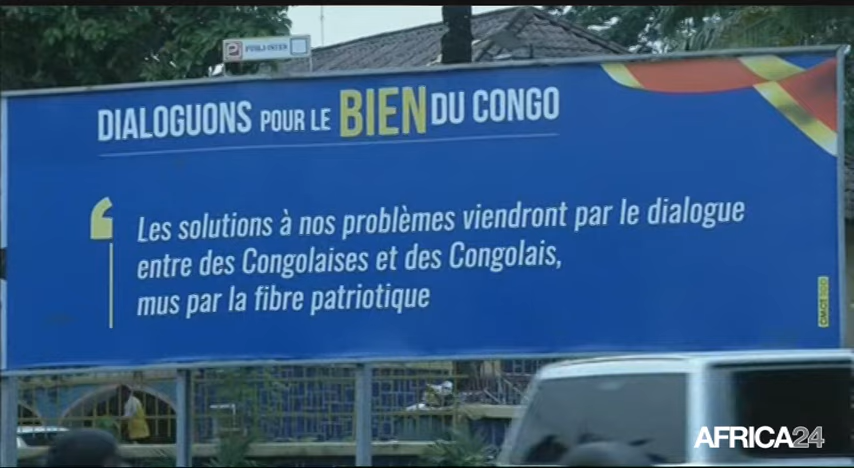 DIALOGUONS POUR LE BIEN DU CONGO
Les solutions à nos problèmes viendront par le dialogue
entre des Congolaises et des Congolais,
mus par la fibre patriotique
AFRICA24